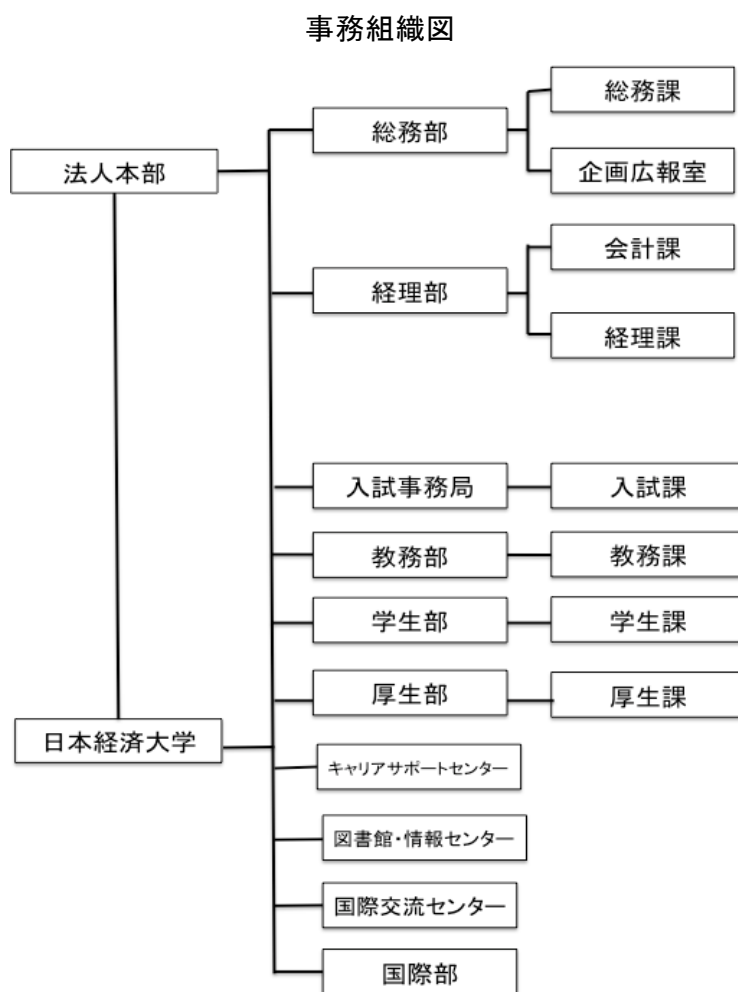 事務組織図
総務課
総務部
法人本部
企画広報室
会計課
経理部
経理課
入試事務局
入試課
教務部
教務課
学生部
学生課
厚生部
厚生課
日本経済大学
キャリアサポートセンター
図書館・情報センター
国際交流センター
国際部